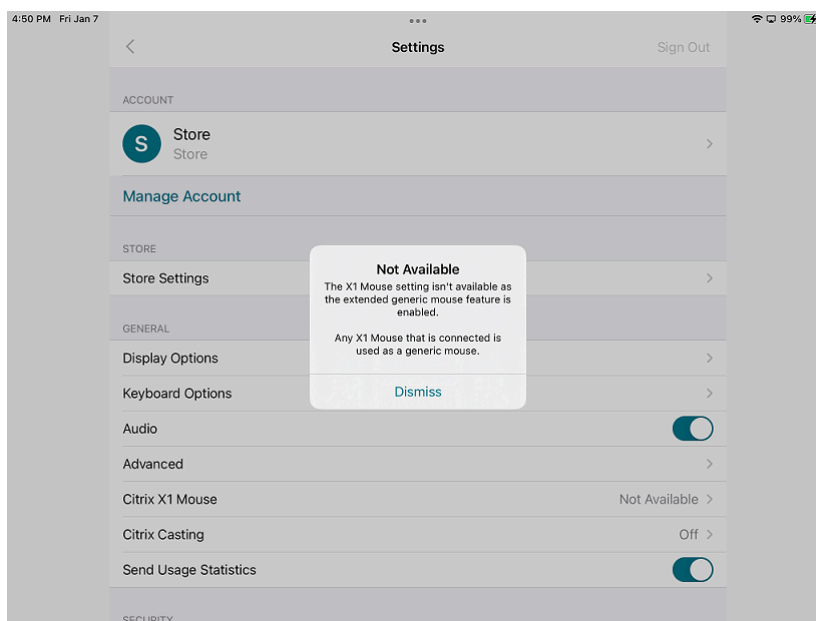 4:50 PM Fri Jan 7
99%
Settings
Sign Out
ACCOUNT
S
Store
Store
Manage Account
STORE
Store Settings
Not Available
The X1 Mouse setting isn't available as
the extended generic mouse feature is
enabled.
Any X1 Mouse that is connected is
used as a generic mouse.
Dismiss
GENERAL
Display Options
Keyboard Options
Audio
Advanced
Citrix X1 Mouse
Not Available
Citrix Casting
Off
Send Usage Statistics
SECURITY